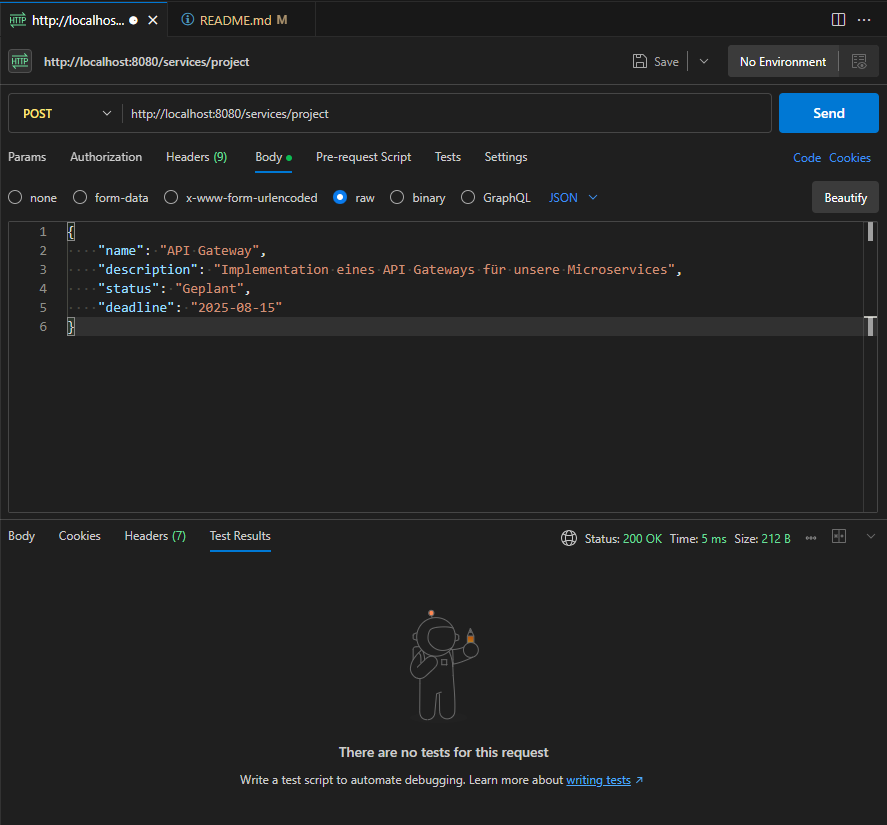 HTTP http://localhos... README.md M
HTTP http://localhost:8080/services/project Save No Environment
POST http://localhost:8080/services/project Send
Params Authorization Headers (9) Body Pre-request Script Tests Settings Code Cookies
none form-data x-www-form-urlencoded raw binary GraphQL JSON Beautify
1 {
2 "name": "API Gateway",
3 "description": "Implementation eines API Gateways für unsere Microservices",
4 "status": "Geplant",
5 "deadline": "2025-08-15"
6 }
Body Cookies Headers (7) Test Results Status: 200 OK Time: 5 ms Size: 212 B
There are no tests for this request
Write a test script to automate debugging. Learn more about writing tests ↗